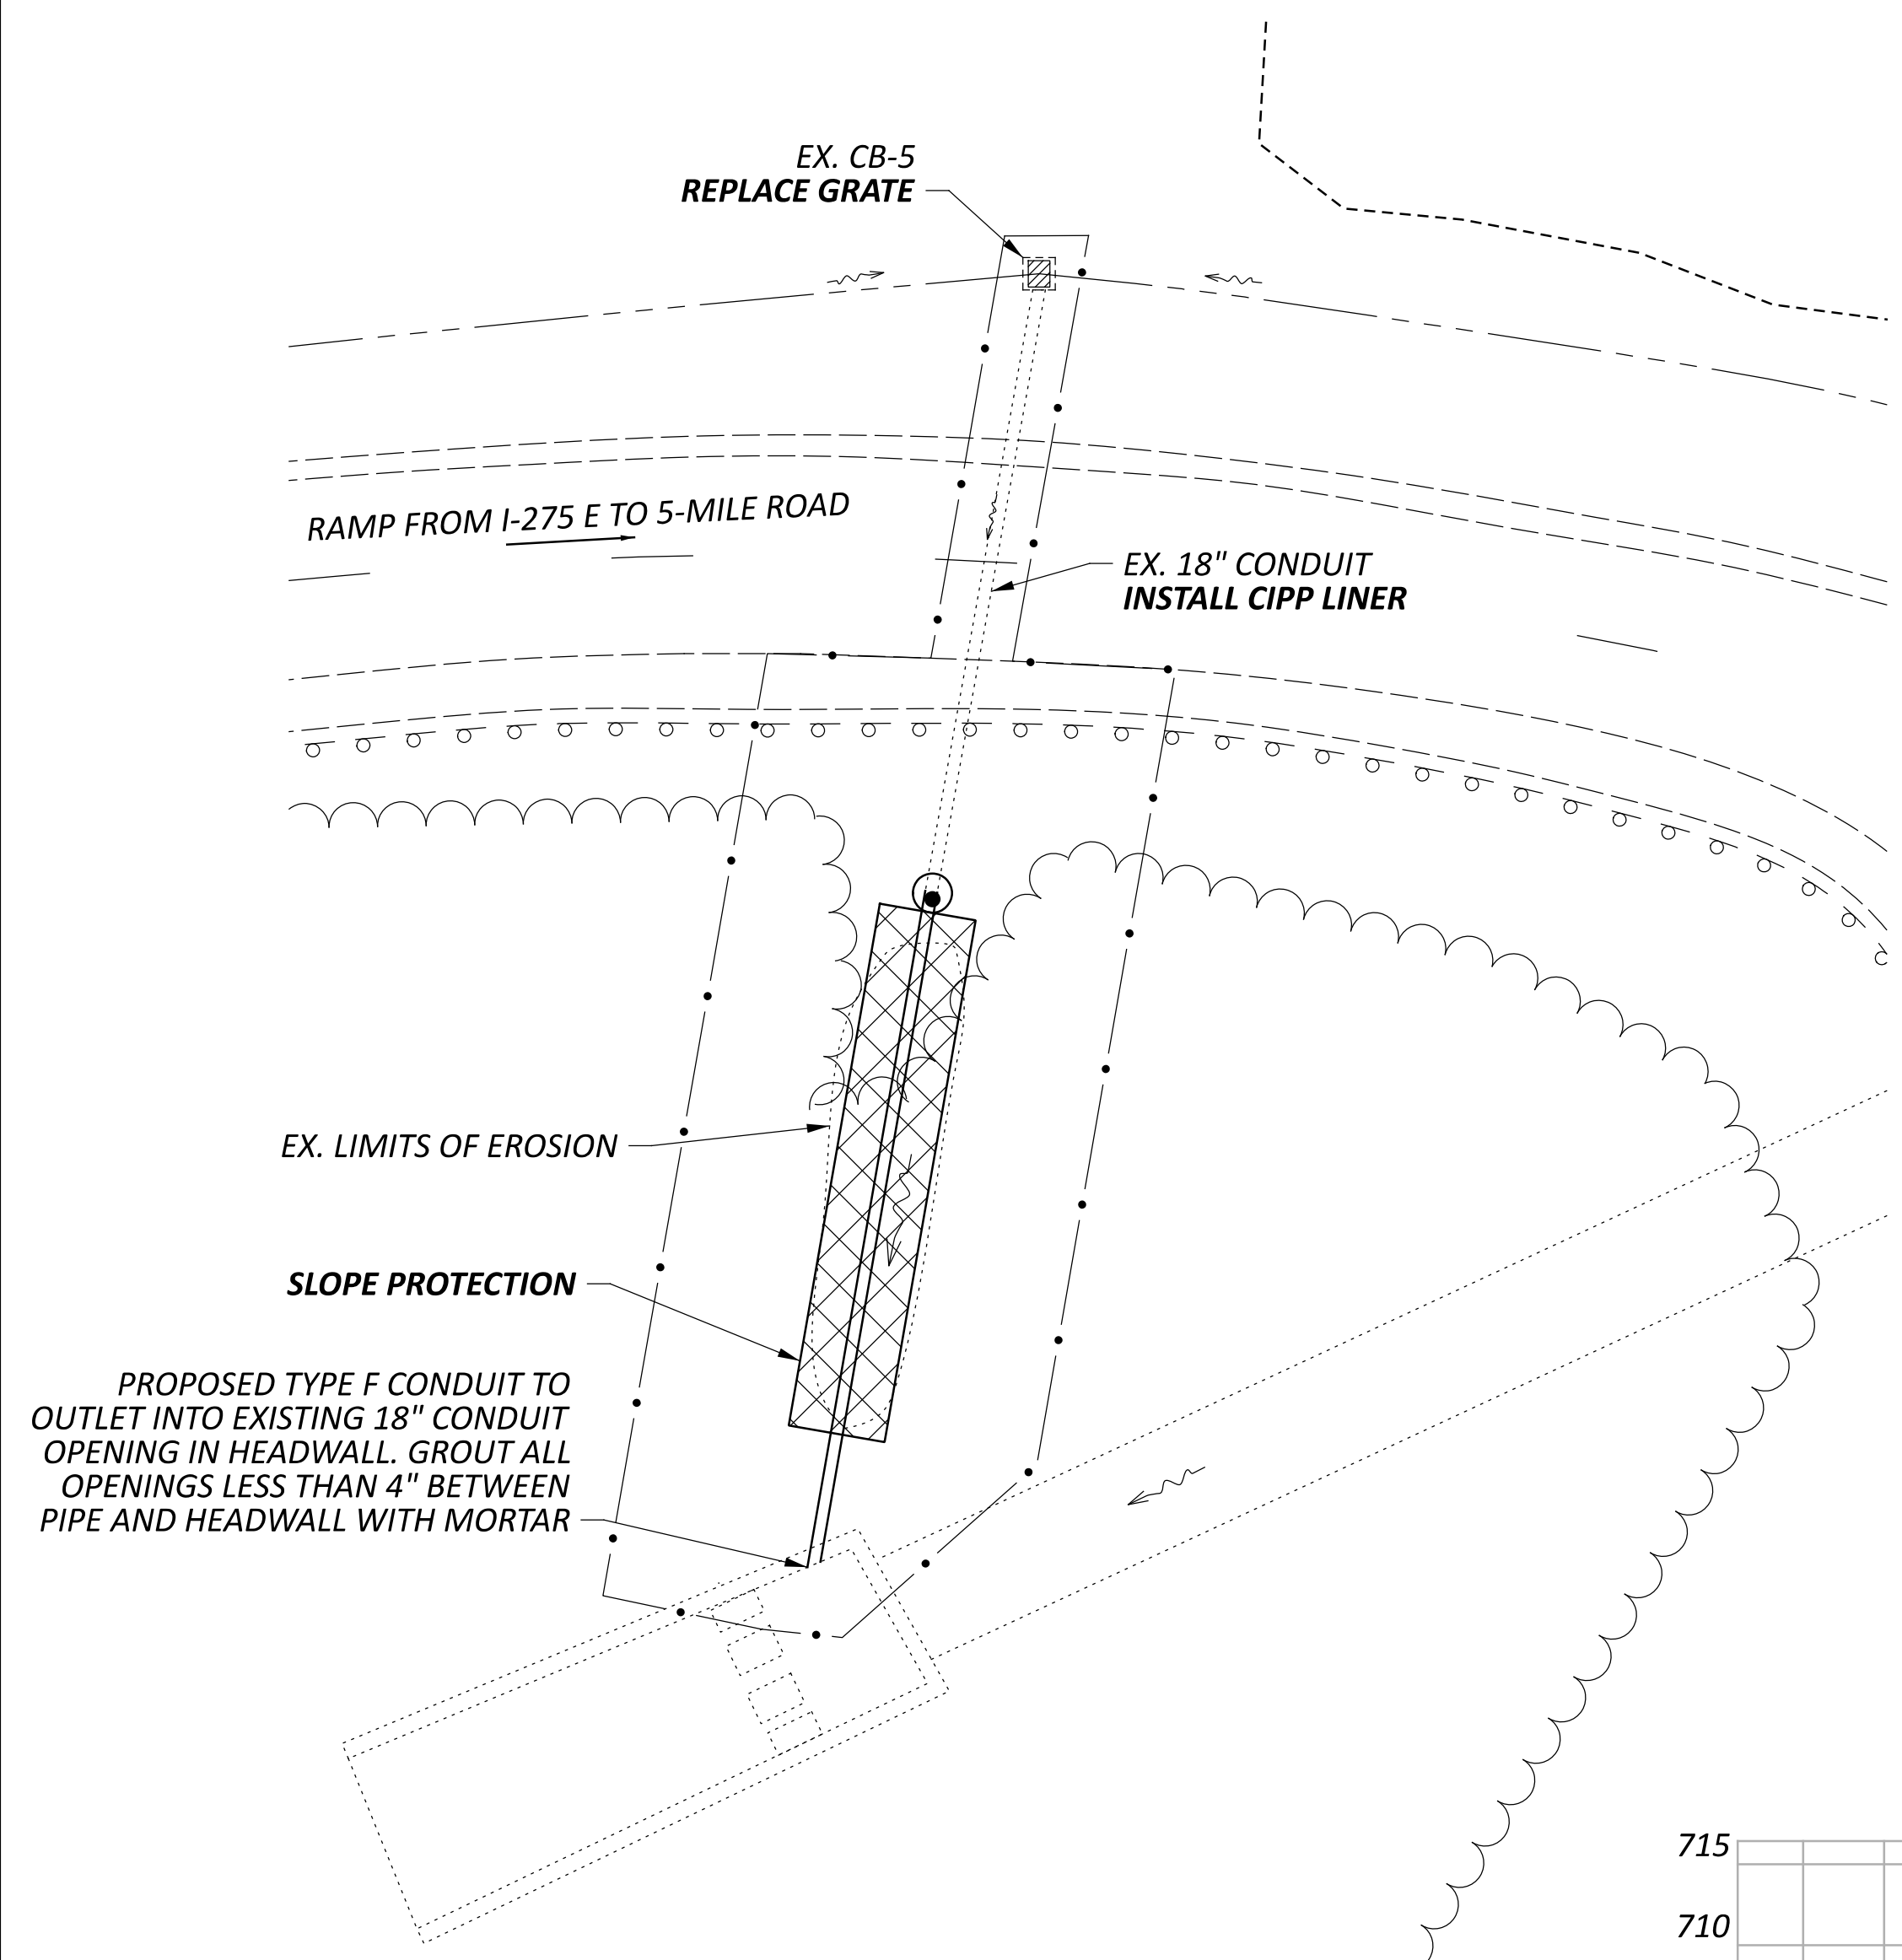 EX. CB-5
REPLACE GRATE
RAMP FROM I-275 E TO 5-MILE ROAD
EX. 18" CONDUIT
INSTALL CIPP LINER
EX. LIMITS OF EROSION
SLOPE PROTECTION
PROPOSED TYPE F CONDUIT TO
OUTLET INTO EXISTING 18" CONDUIT
OPENING IN HEADWALL. GROUT ALL
OPENINGS LESS THAN 4" BETWEEN
PIPE AND HEADWALL WITH MORTAR
715
710